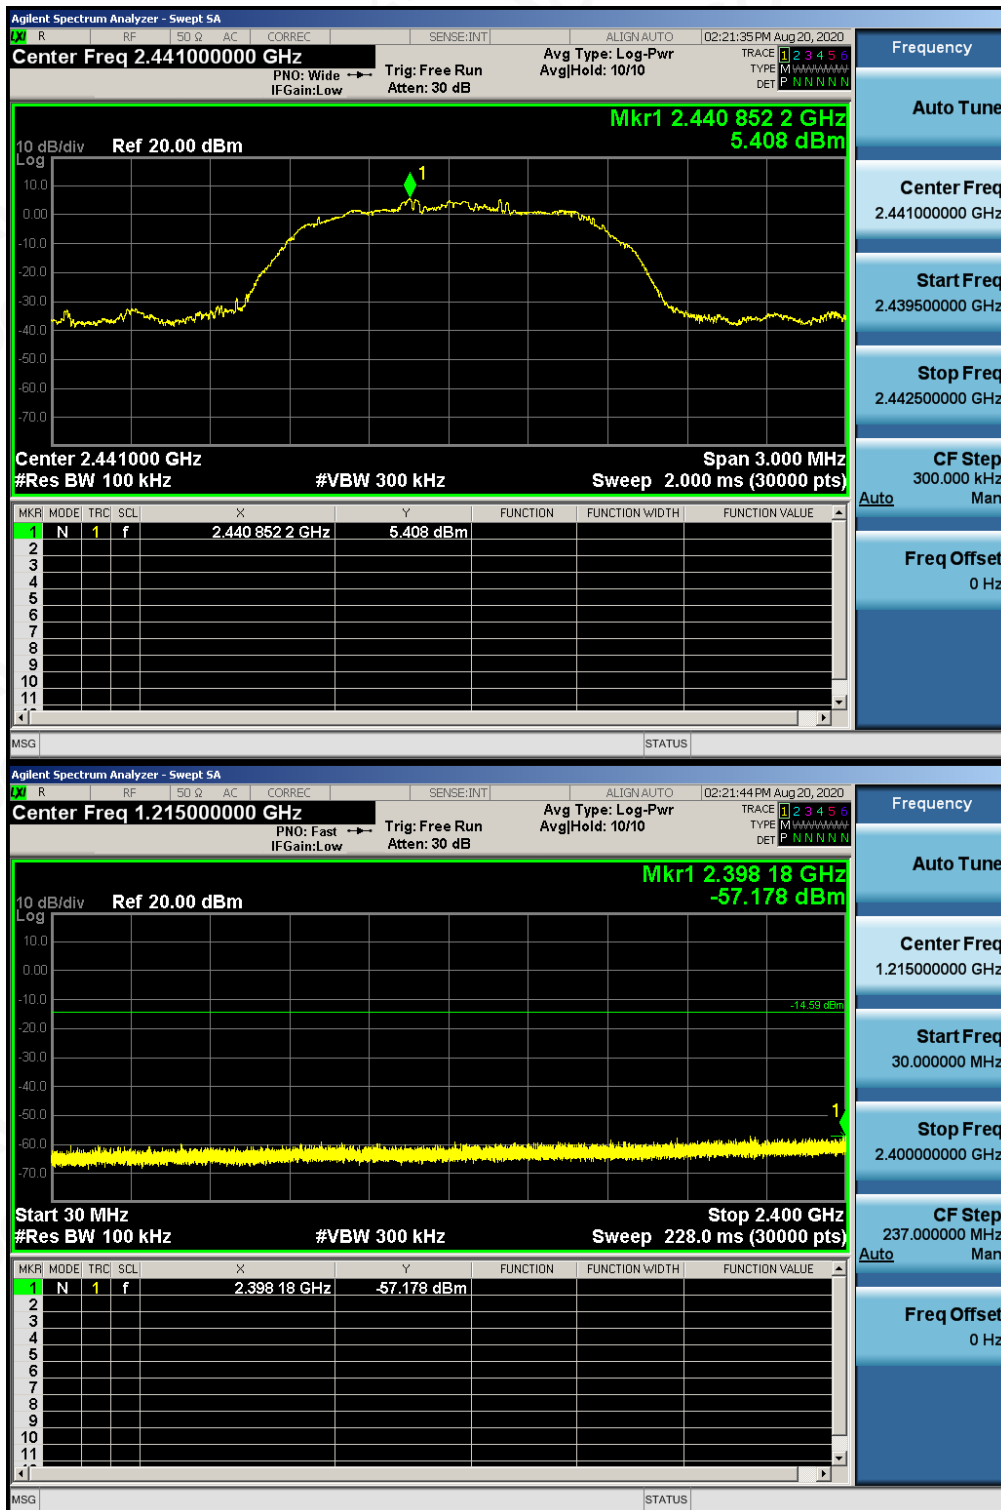 Agilent Spectrum Analyzer - Swept SA
LXI R RF 50 Ω AC CORREC SENSE:INT ALIGN AUTO 02:21:35 PM Aug 20, 2020
Center Freq 2.441000000 GHz
PNO: Wide
IFGain:Low
Trig: Free Run
Atten: 30 dB
Avg Type: Log-Pwr
Avg|Hold: 10/10
TRACE 1 2 3 4 5 6
TYPE M
DET P N N N N N
Frequency
Auto Tune
Mkr1 2.440 852 2 GHz
5.408 dBm
10 dB/div
Log
Ref 20.00 dBm
10.0
0.00
-10.0
-20.0
-30.0
-40.0
-50.0
-60.0
-70.0
1
Center 2.441000 GHz
#Res BW 100 kHz
#VBW 300 kHz
Span 3.000 MHz
Sweep 2.000 ms (30000 pts)
Center Freq
2.441000000 GHz
Start Freq
2.439500000 GHz
Stop Freq
2.442500000 GHz
CF Step
300.000 kHz
Auto Man
Freq Offset
0 Hz
MKR MODE TRC SCL X Y FUNCTION FUNCTION WIDTH FUNCTION VALUE
1 N 1 f 2.440 852 2 GHz 5.408 dBm
2
3
4
5
6
7
8
9
10
11
MSG STATUS
Agilent Spectrum Analyzer - Swept SA
LXI R RF 50 Ω AC CORREC SENSE:INT ALIGN AUTO 02:21:44 PM Aug 20, 2020
Center Freq 1.215000000 GHz
PNO: Fast
IFGain:Low
Trig: Free Run
Atten: 30 dB
Avg Type: Log-Pwr
Avg|Hold: 10/10
TRACE 1 2 3 4 5 6
TYPE M
DET P N N N N N
Frequency
Auto Tune
Mkr1 2.398 18 GHz
-57.178 dBm
10 dB/div
Log
Ref 20.00 dBm
10.0
0.00
-10.0
-20.0
-30.0
-40.0
-50.0
-60.0
-70.0
-14.59 dBm
1
Start 30 MHz
#Res BW 100 kHz
#VBW 300 kHz
Stop 2.400 GHz
Sweep 228.0 ms (30000 pts)
Center Freq
1.215000000 GHz
Start Freq
30.000000 MHz
Stop Freq
2.400000000 GHz
CF Step
237.000000 MHz
Auto Man
Freq Offset
0 Hz
MKR MODE TRC SCL X Y FUNCTION FUNCTION WIDTH FUNCTION VALUE
1 N 1 f 2.398 18 GHz -57.178 dBm
2
3
4
5
6
7
8
9
10
11
MSG STATUS